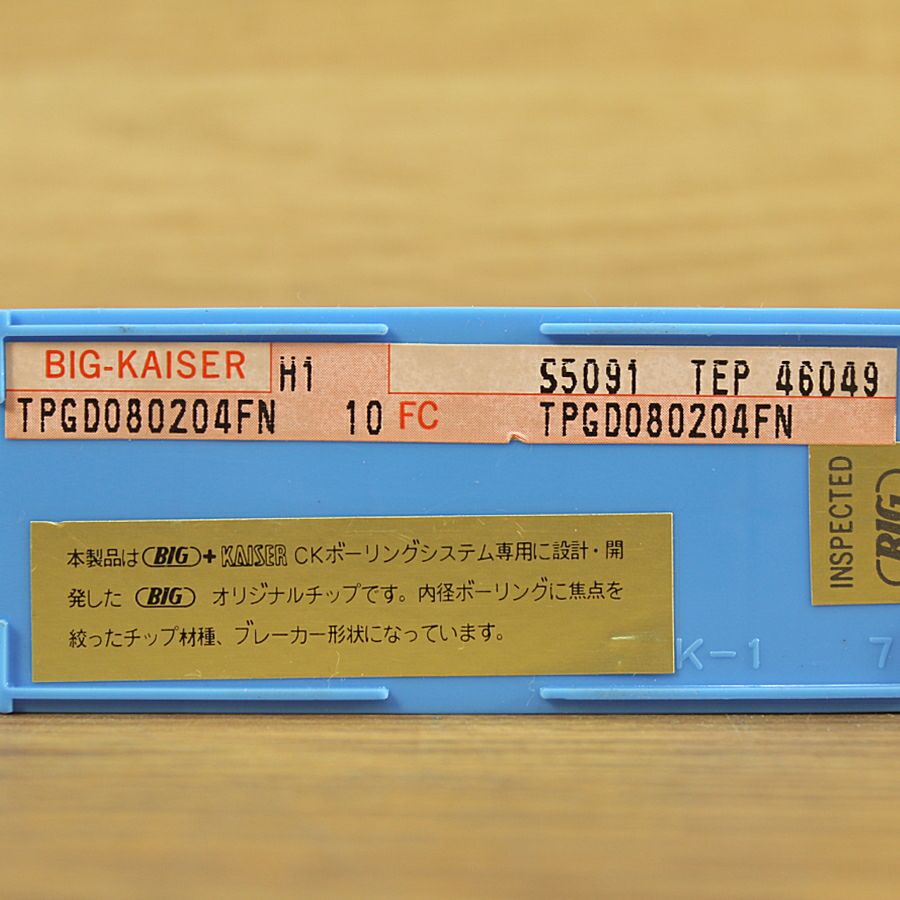 BIG-KAISER H1 S5091 TEP 46049
TPGD080204FN 10 FC TPGD080204FN
INSPECTED BIG
本製品はBIG+KAISER CKボーリングシステム専用に設計・開
発した BIG オリジナルチップです。内径ボーリングに焦点を
絞ったチップ材種、ブレーカー形状になっています。
K-1 7